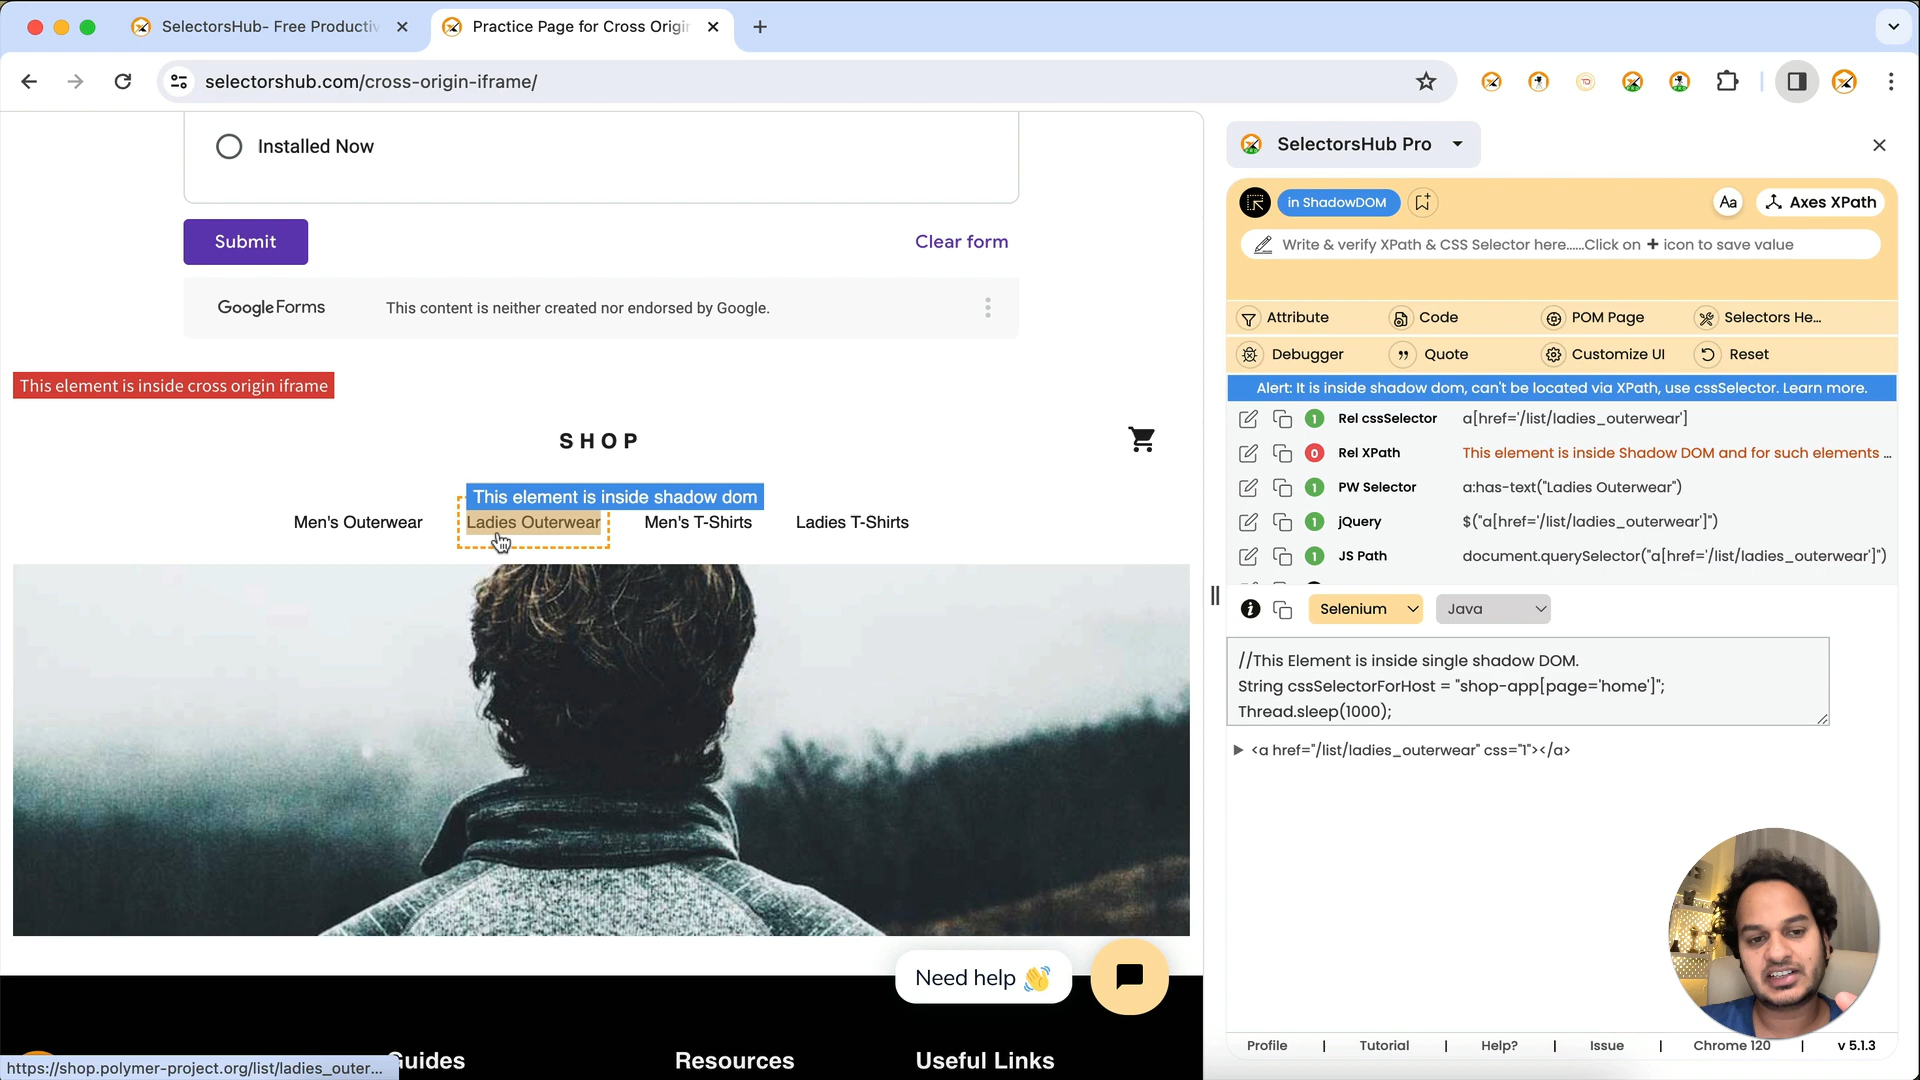 SelectorsHub- Free Productiv
Practice Page for Cross Origin
selectorshub.com/cross-origin-iframe/
Installed Now
Submit
Clear form
Google Forms
This content is neither created nor endorsed by Google.
This element is inside cross origin iframe
SHOP
This element is inside shadow dom
Men's Outerwear
Ladies Outerwear
Men's T-Shirts
Ladies T-Shirts
Need help 👋
Guides
Resources
Useful Links
https://shop.polymer-project.org/list/ladies_outer...
SelectorsHub Pro
in ShadowDOM
Aa
Axes XPath
Write & verify XPath & CSS Selector here......Click on + icon to save value
Attribute
Code
POM Page
Selectors He...
Debugger
Quote
Customize UI
Reset
Alert: It is inside shadow dom, can't be located via XPath, use cssSelector. Learn more.
1 Rel cssSelector a[href='/list/ladies_outerwear']
0 Rel XPath This element is inside Shadow DOM and for such elements ...
1 PW Selector a:has-text("Ladies Outerwear")
1 jQuery $("a[href='/list/ladies_outerwear']")
1 JS Path document.querySelector("a[href='/list/ladies_outerwear']")
Selenium
Java
//This Element is inside single shadow DOM.
String cssSelectorForHost = "shop-app[page='home']";
Thread.sleep(1000);
<a href="/list/ladies_outerwear" css="1"></a>
Profile | Tutorial | Help? | Issue | Chrome 120 | v 5.1.3